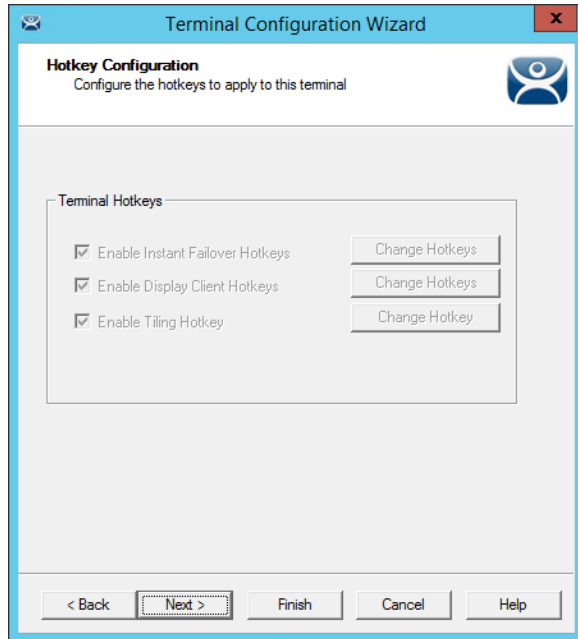 Terminal Configuration Wizard
x
Hotkey Configuration
Configure the hotkeys to apply to this terminal
Terminal Hotkeys
Enable Instant Failover Hotkeys Change Hotkeys
Enable Display Client Hotkeys Change Hotkeys
Enable Tiling Hotkey Change Hotkey
< Back Next > Finish Cancel Help